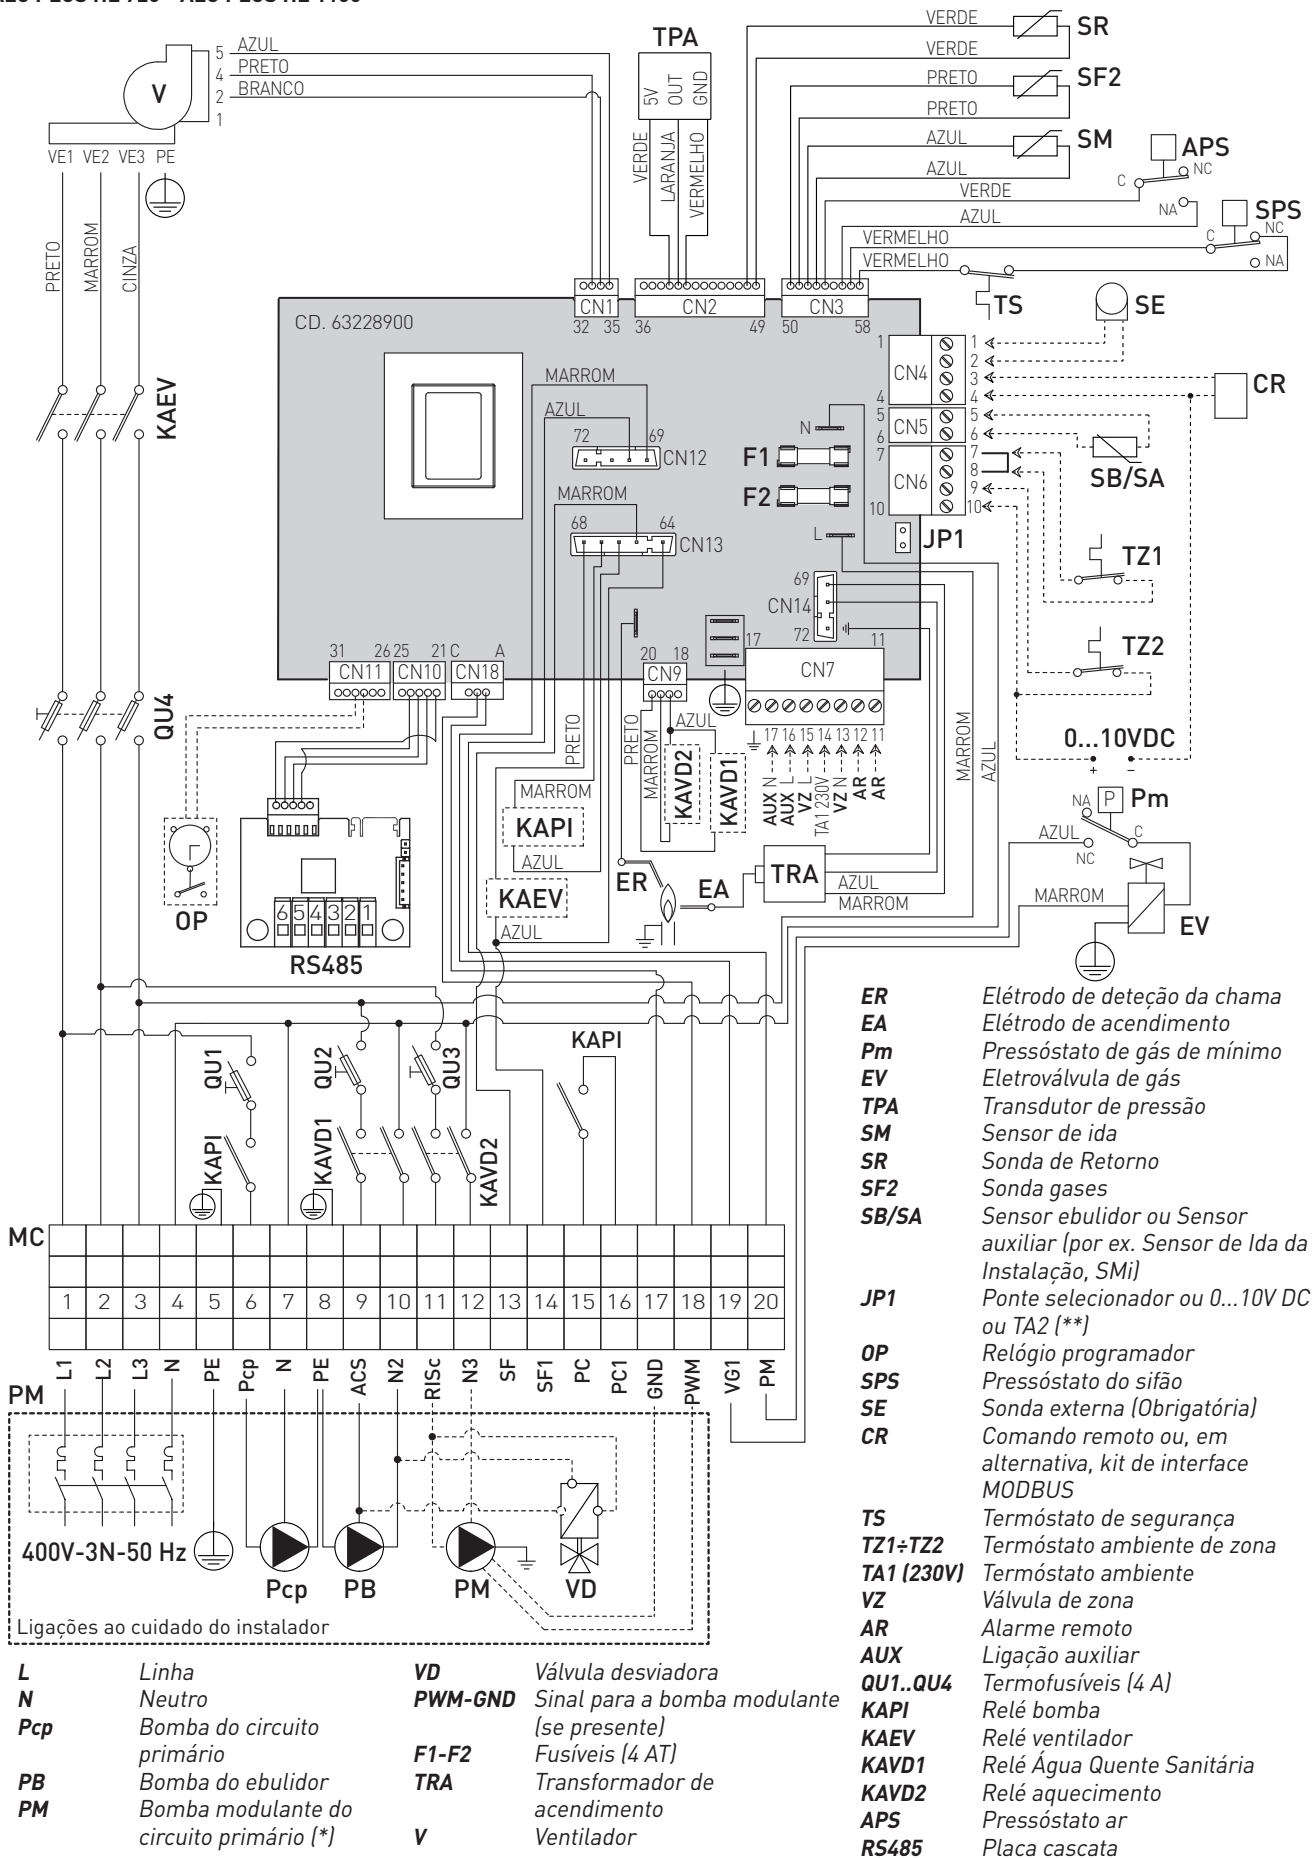 TPA
5V
OUT
GND
VERDE
LARANJA
VERMELHO
V
5 AZUL
4 PRETO
2 BRANCO
1
VE1 VE2 VE3 PE
PRETO
MARROM
CINZA
KAEV
QU4
VERDE
SR
VERDE
PRETO
SF2
PRETO
AZUL
SM
AZUL
VERDE
AZUL
VERMELHO
VERMELHO
APS
C
NC
NA
SPS
C
NC
NA
TS
SE
CR
CD. 63228900
CN1
32 35
CN2
36 49
CN3
50 58
CN4
1
4
1
2
3
4
CN5
5
6
5
6
CN6
7
10
7
8
9
10
SB/SA
TZ1
TZ2
0...10VDC
+ -
MARROM
AZUL
72 69
CN12
MARROM
68 64
CN13
N
F1
F2
L
JP1
69
CN14
72
31 26
CN11
25 21
CN10
C A
CN18
20 18
CN9
17 11
CN7
17 16 15 14 13 12 11
AUX N
AUX L
VZ L
TA1 230V
VZ N
AR
AR
PRETO
AZUL
MARROM
KAPI
AZUL
KAEV
AZUL
PRETO
MARROM
AZUL
KAVD2
KAVD1
ER
EA
TRA
AZUL
MARROM
MARROM
AZUL
NA
P
Pm
AZUL
NC
C
MARROM
EV
OP
6 5 4 3 2 1
RS485
QU1
KAPI
QU2
KAVD1
QU3
KAVD2
KAPI
MC
1 2 3 4 5 6 7 8 9 10 11 12 13 14 15 16 17 18 19 20
L1 L2 L3 N PE Pcp N PE ACS N2 RISc N3 SF SF1 PC PC1 GND PWM VG1 PM
PM
400V-3N-50 Hz
Pcp
PB
PM
VD
Ligações ao cuidado do instalador
L Linha
N Neutro
Pcp Bomba do circuito
primário
PB Bomba do ebulidor
PM Bomba modulante do
circuito primário (*)
VD Válvula desviadora
PWM-GND Sinal para a bomba modulante
(se presente)
F1-F2 Fusíveis (4 AT)
TRA Transformador de
acendimento
V Ventilador
ER Elétrodo de deteção da chama
EA Elétrodo de acendimento
Pm Pressóstato de gás de mínimo
EV Eletroválvula de gás
TPA Transdutor de pressão
SM Sensor de ida
SR Sonda de Retorno
SF2 Sonda gases
SB/SA Sensor ebulidor ou Sensor
auxiliar (por ex. Sensor de Ida da
Instalação, SMi)
JP1 Ponte selecionador ou 0...10V DC
ou TA2 (**)
OP Relógio programador
SPS Pressóstato do sifão
SE Sonda externa (Obrigatória)
CR Comando remoto ou, em
alternativa, kit de interface
MODBUS
TS Termóstato de segurança
TZ1÷TZ2 Termóstato ambiente de zona
TA1 (230V) Termóstato ambiente
VZ Válvula de zona
AR Alarme remoto
AUX Ligação auxiliar
QU1..QU4 Termofusíveis (4 A)
KAPI Relé bomba
KAEV Relé ventilador
KAVD1 Relé Água Quente Sanitária
KAVD2 Relé aquecimento
APS Pressóstato ar
RS485 Placa cascata